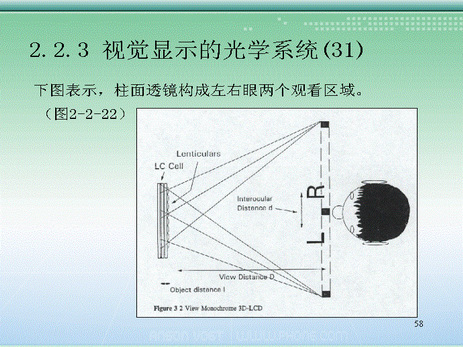 2.2.3 视觉显示的光学系统(31)
下图表示，柱面透镜构成左右眼两个观看区域。
（图2-2-22）
Lenticulars
LC Cell
Interocular
Distance d
R
L
View Distance D
Object distance l
Figure 3 2 View Monochrome 3D-LCD
58